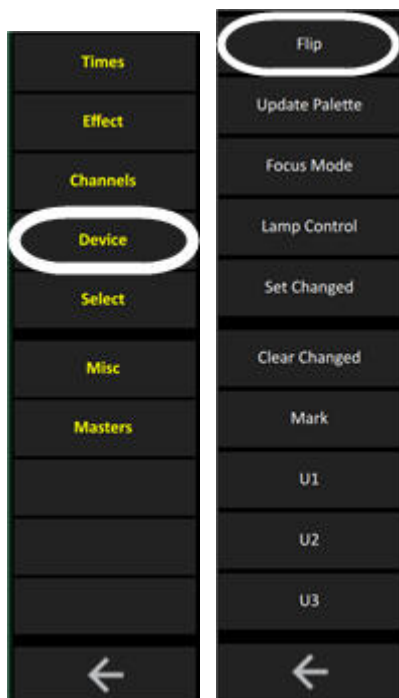 Times
Effect
Channels
Device
Select
Misc
Masters
Flip
Update Palette
Focus Mode
Lamp Control
Set Changed
Clear Changed
Mark
U1
U2
U3